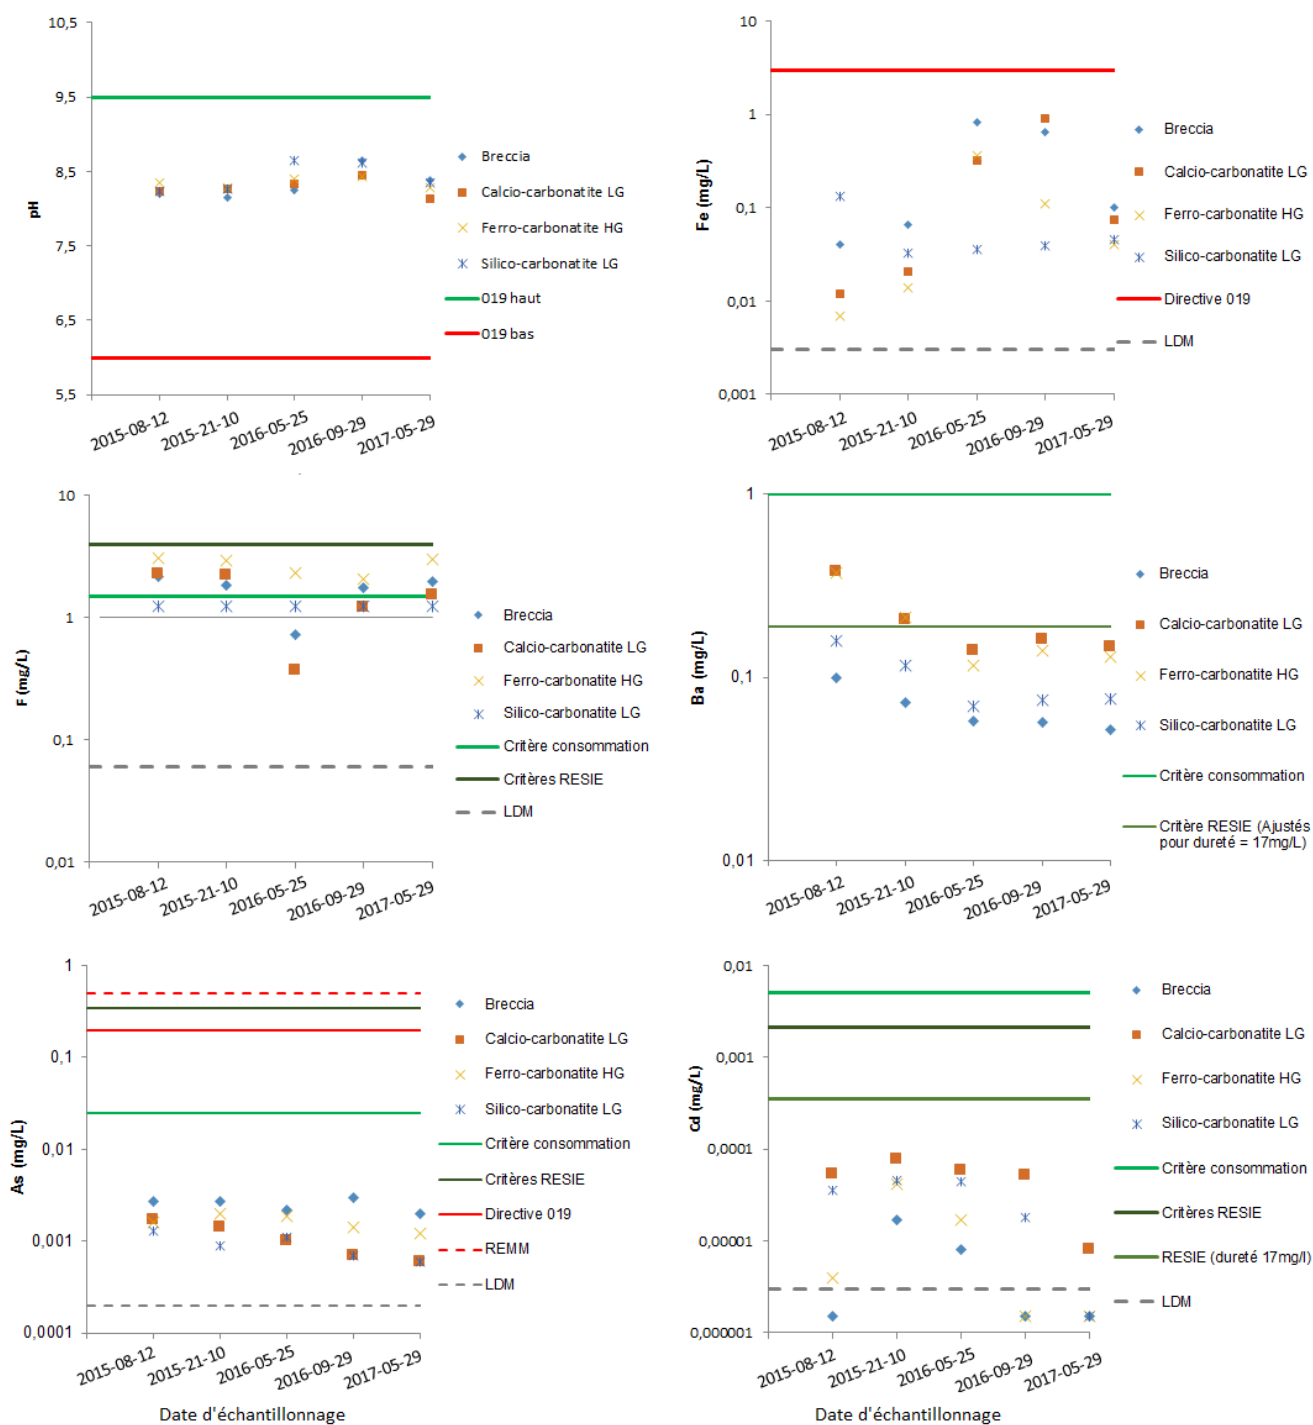 10,5
9,5
8,5
7,5
6,5
5,5
pH
2015-08-12
2015-21-10
2016-05-25
2016-09-29
2017-05-29
Breccia
Calcio-carbonatite LG
Ferro-carbonatite HG
Silico-carbonatite LG
019 haut
019 bas
10
1
0,1
0,01
0,001
Fe (mg/L)
2015-08-12
2015-21-10
2016-05-25
2016-09-29
2017-05-29
Breccia
Calcio-carbonatite LG
Ferro-carbonatite HG
Silico-carbonatite LG
Directive 019
LDM
10
1
0,1
0,01
F (mg/L)
2015-08-12
2015-21-10
2016-05-25
2016-09-29
2017-05-29
Breccia
Calcio-carbonatite LG
Ferro-carbonatite HG
Silico-carbonatite LG
Critère consommation
Critères RESIE
LDM
1
0,1
0,01
Ba (mg/L)
2015-08-12
2015-21-10
2016-05-25
2016-09-29
2017-05-29
Breccia
Calcio-carbonatite LG
Ferro-carbonatite HG
Silico-carbonatite LG
Critère consommation
Critère RESIE (Ajustés
pour dureté = 17mg/L)
1
0,1
0,01
0,001
0,0001
As (mg/L)
2015-08-12
2015-21-10
2016-05-25
2016-09-29
2017-05-29
Date d'échantillonnage
Breccia
Calcio-carbonatite LG
Ferro-carbonatite HG
Silico-carbonatite LG
Critère consommation
Critères RESIE
Directive 019
REMM
LDM
0,01
0,001
0,0001
0,00001
0,000001
Cd (mg/L)
2015-08-12
2015-21-10
2016-05-25
2016-09-29
2017-05-29
Date d'échantillonnage
Breccia
Calcio-carbonatite LG
Ferro-carbonatite HG
Silico-carbonatite LG
Critère consommation
Critères RESIE
RESIE (dureté 17mg/l)
LDM